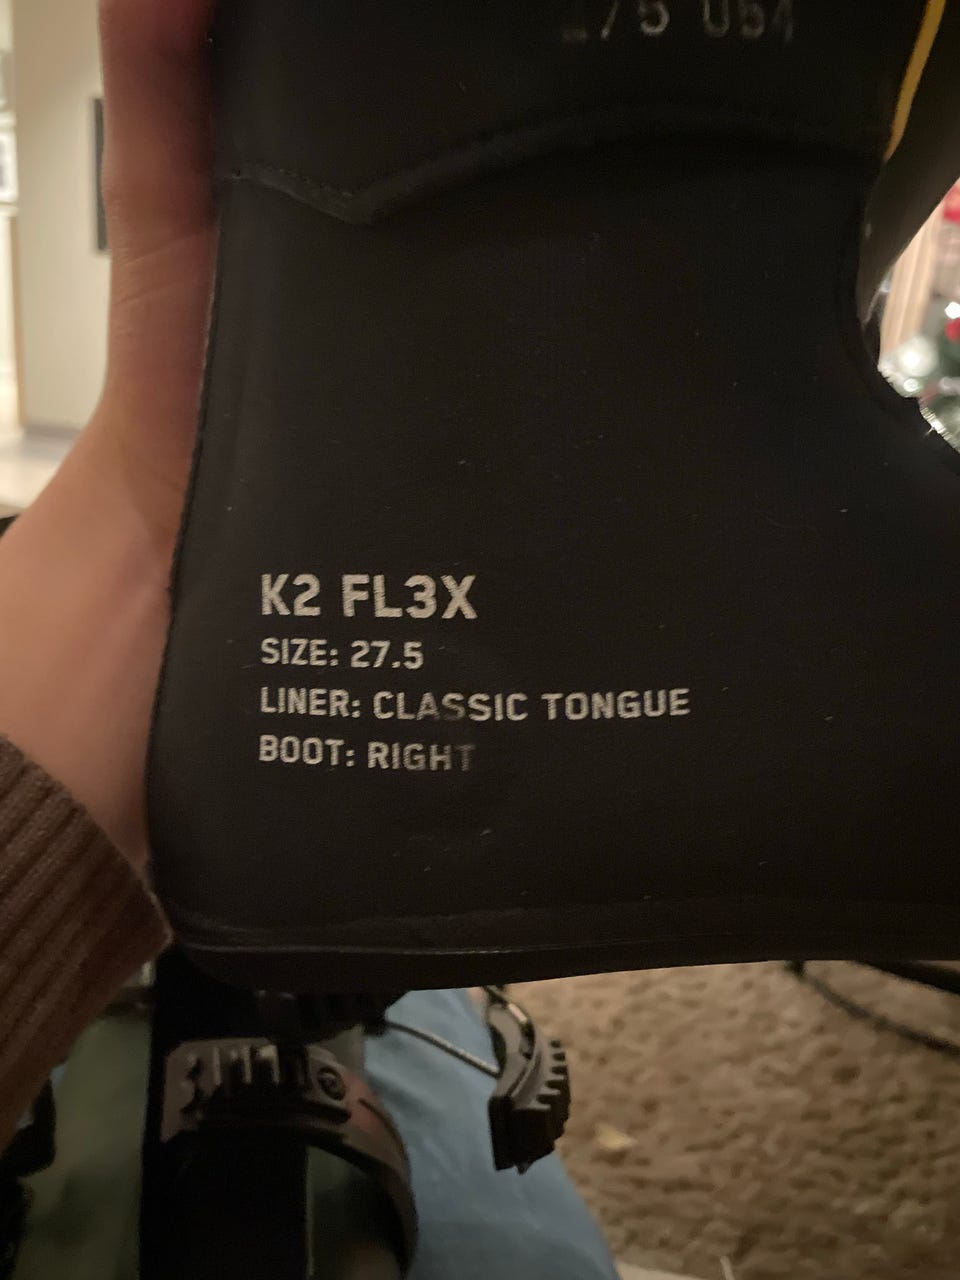 K2 FL3X
SIZE: 27.5
LINER: CLASSIC TONGUE
BOOT: RIGHT